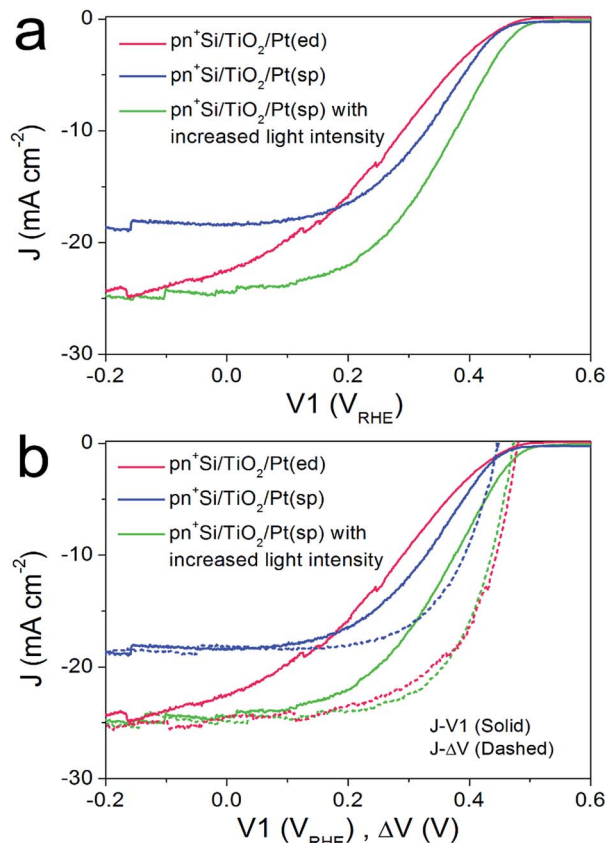 a
0
-10
-20
-30
J (mA cm⁻²)
pn⁺Si/TiO₂/Pt(ed)
pn⁺Si/TiO₂/Pt(sp)
pn⁺Si/TiO₂/Pt(sp) with
increased light intensity
-0.2 0.0 0.2 0.4 0.6
V1 (V_RHE)
b
0
-10
-20
-30
J (mA cm⁻²)
pn⁺Si/TiO₂/Pt(ed)
pn⁺Si/TiO₂/Pt(sp)
pn⁺Si/TiO₂/Pt(sp) with
increased light intensity
J-V1 (Solid)
J-ΔV (Dashed)
-0.2 0.0 0.2 0.4 0.6
V1 (V_RHE) , ΔV (V)